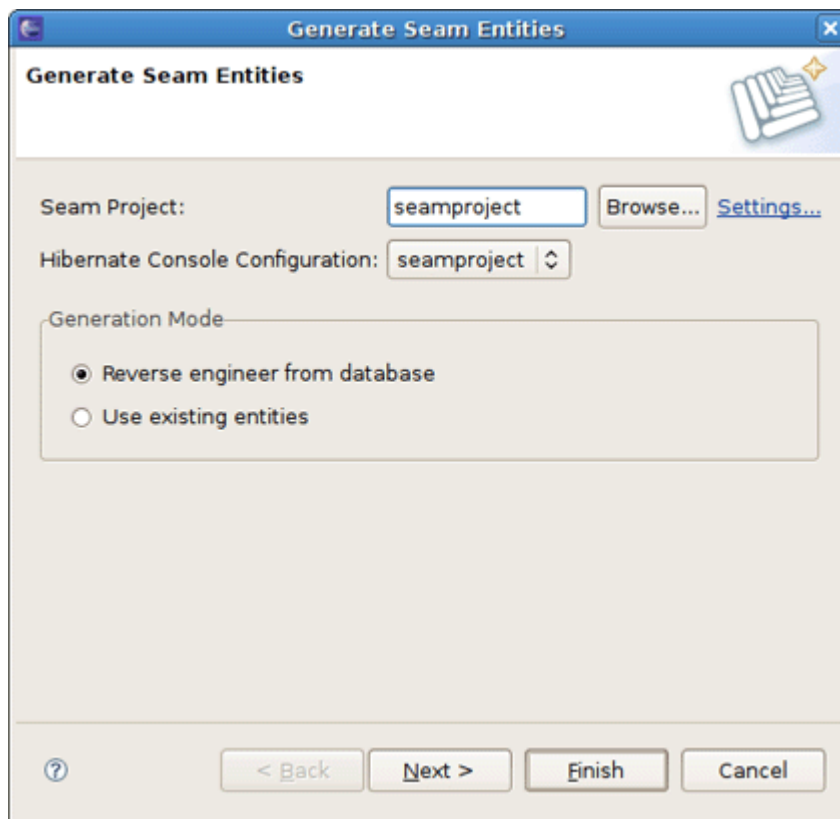 Generate Seam Entities
Generate Seam Entities
Seam Project: seamproject Browse... Settings...
Hibernate Console Configuration: seamproject
Generation Mode
Reverse engineer from database
Use existing entities
? < Back Next > Finish Cancel